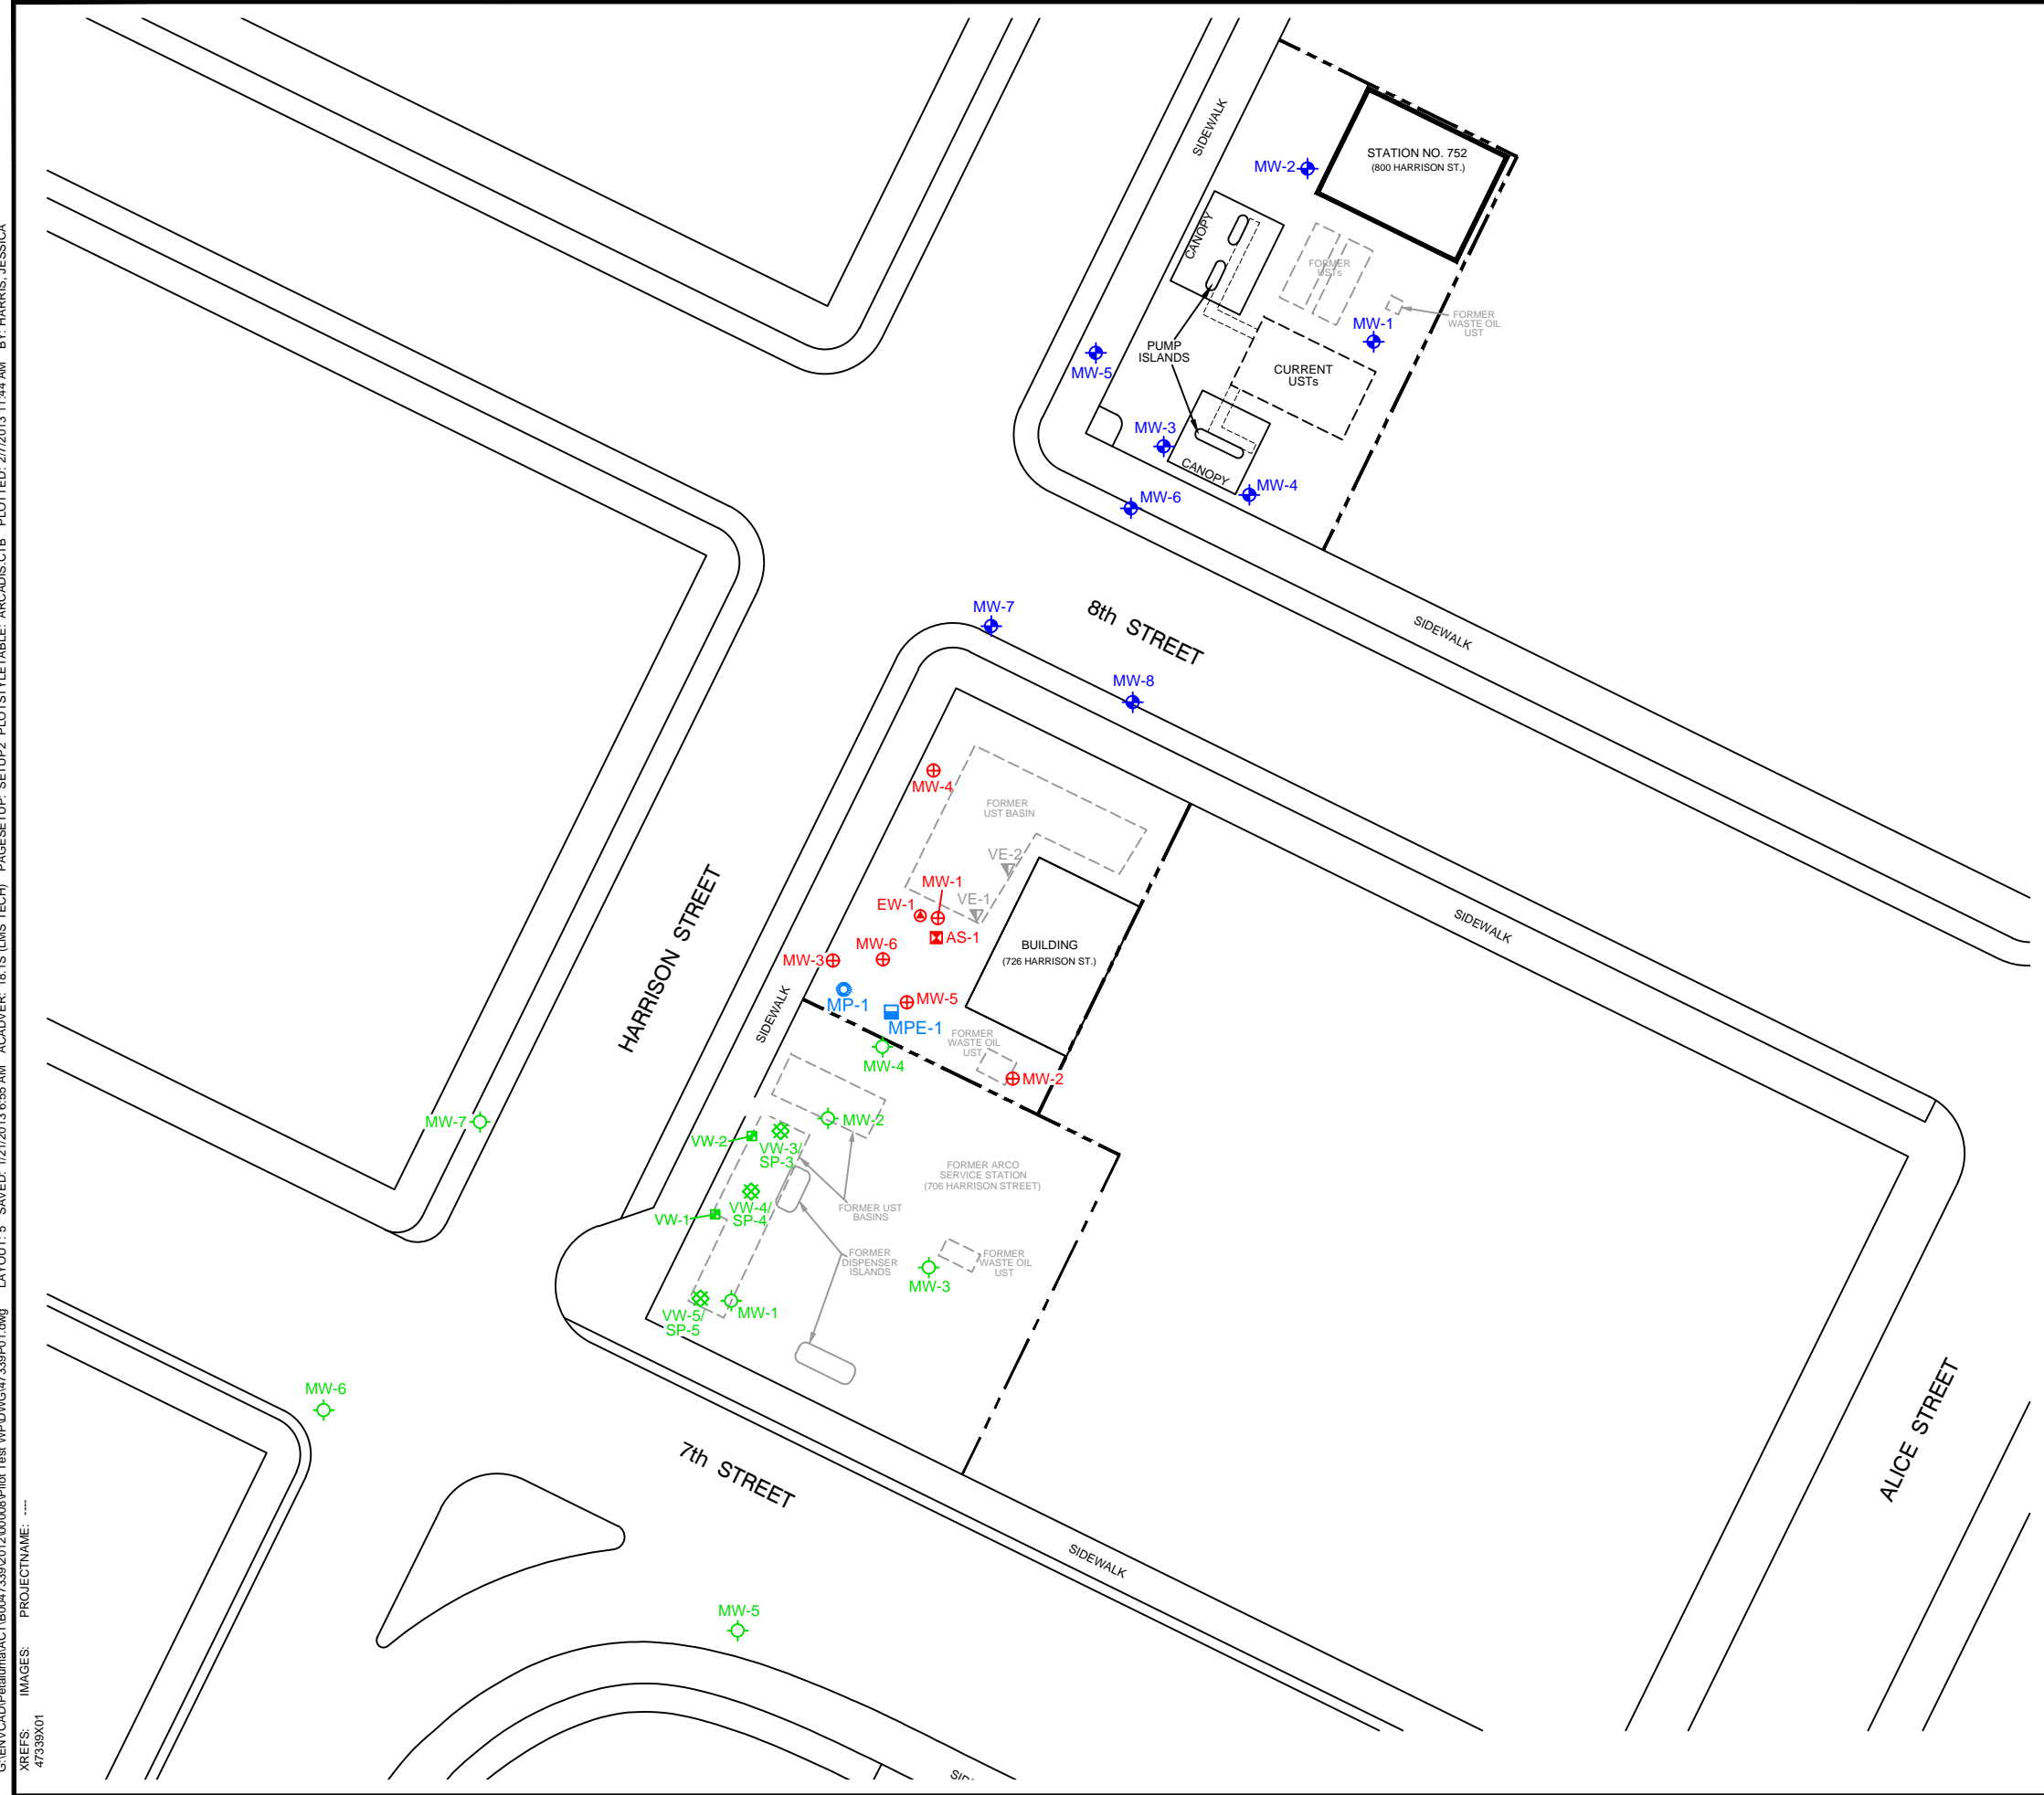 SIDEWALK
STATION NO. 752
(800 HARRISON ST.)
MW-2
CANOPY
FORMER
USTs
FORMER
WASTE OIL
UST
MW-1
PUMP
ISLANDS
CURRENT
USTs
MW-5
MW-3
CANOPY
MW-4
MW-6
MW-7
8th STREET
SIDEWALK
MW-8
MW-4
FORMER
UST BASIN
VE-2
MW-1
EW-1
VE-1
AS-1
MW-6
MW-3
BUILDING
(726 HARRISON ST.)
SIDEWALK
HARRISON STREET
SIDEWALK
MP-1
MW-5
MPE-1
FORMER
WASTE OIL
UST
MW-4
MW-2
MW-7
MW-2
VW-2
VW-3/
SP-3
FORMER ARCO
SERVICE STATION
(706 HARRISON STREET)
VW-4/
SP-4
VW-1
FORMER UST
BASINS
FORMER
DISPENSER
ISLANDS
FORMER
WASTE OIL
UST
MW-3
MW-1
VW-5/
SP-5
MW-6
7th STREET
ALICE STREET
SIDEWALK
MW-5
XREFS: IMAGES: PROJECTNAME: ----
47339X01